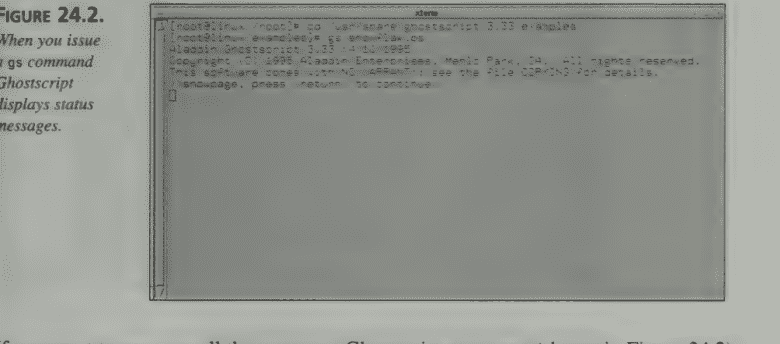 FIGURE 24.2.
When you issue
a gs command
Ghostscript
displays status
messages.
xterm
[root@linux /root]# cd /usr/share/ghostscript/3.33/examples
[root@linux examples]# gs
Aladdin Ghostscript 3.33 (4/10/1995)
Copyright (C) 1995 Aladdin Enterprises, Menlo Park, CA. All rights reserved.
This software comes with NO WARRANTY: see the file COPYING for details.
>>showpage, press <return> to continue<<
Figure 24.2)